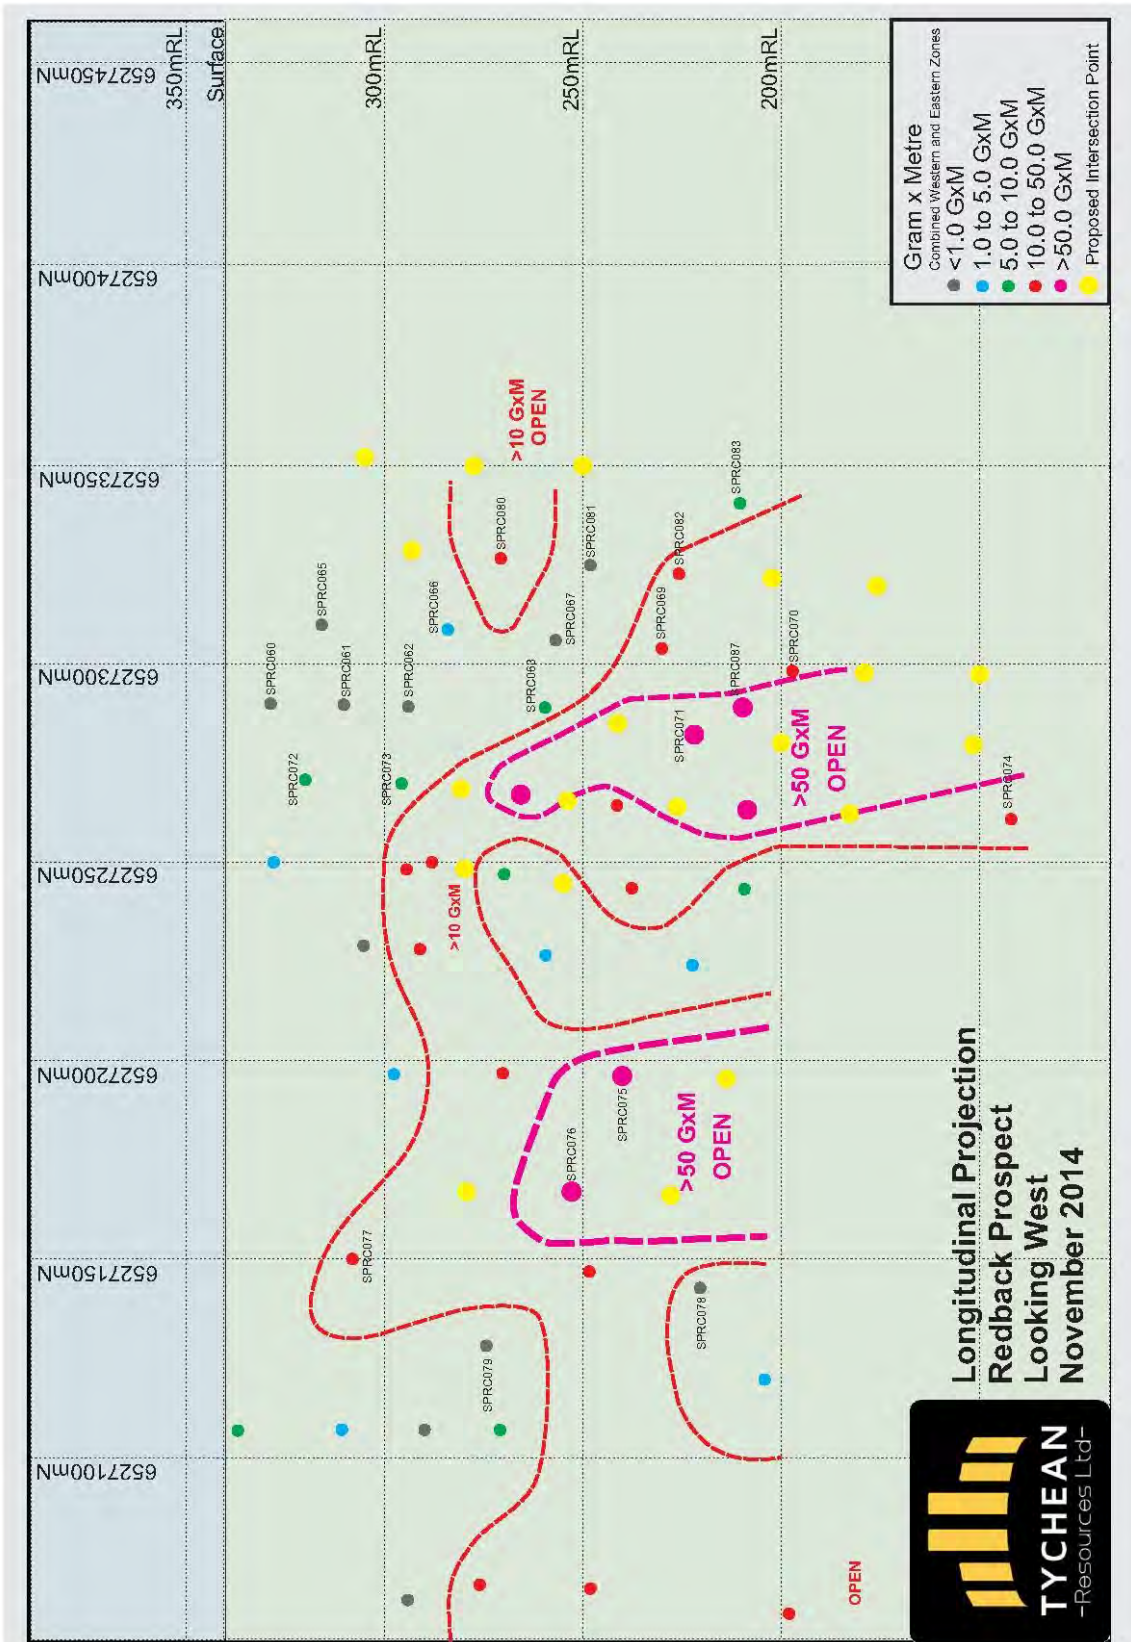 6527100mN
6527150mN
6527200mN
6527250mN
6527300mN
6527350mN
6527400mN
6527450mN
350mRL
Surface
300mRL
250mRL
200mRL
SPRC060
SPRC065
SPRC072
SPRC061
SPRC062
SPRC066
SPRC073
SPRC077
SPRC063
SPRC067
SPRC080
SPRC081
>10 GxM
OPEN
>10 GxM
SPRC079
SPRC076
SPRC075
SPRC069
SPRC082
SPRC083
SPRC071
SPRC087
SPRC070
SPRC078
SPRC074
>50 GxM
OPEN
>50 GxM
OPEN
OPEN
Gram x Metre
Combined Western and Eastern Zones
<1.0 GxM
1.0 to 5.0 GxM
5.0 to 10.0 GxM
10.0 to 50.0 GxM
>50.0 GxM
Proposed Intersection Point
Longitudinal Projection
Redback Prospect
Looking West
November 2014
TYCHEAN
-Resources Ltd-